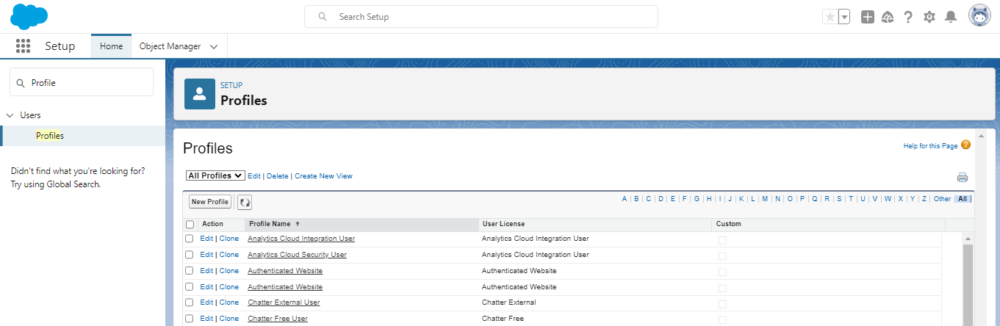 Search Setup
Setup Home Object Manager
Profile
Users
Profiles
Didn't find what you're looking for?
Try using Global Search.
SETUP
Profiles
Profiles
Help for this Page ?
All Profiles Edit | Delete | Create New View
New Profile A | B | C | D | E | F | G | H | I | J | K | L | M | N | O | P | Q | R | S | T | U | V | W | X | Y | Z | Other | All |
Action Profile Name ↑ User License Custom
Edit | Clone Analytics Cloud Integration User Analytics Cloud Integration User
Edit | Clone Analytics Cloud Security User Analytics Cloud Integration User
Edit | Clone Authenticated Website Authenticated Website
Edit | Clone Authenticated Website Authenticated Website
Edit | Clone Chatter External User Chatter External
Edit | Clone Chatter Free User Chatter Free